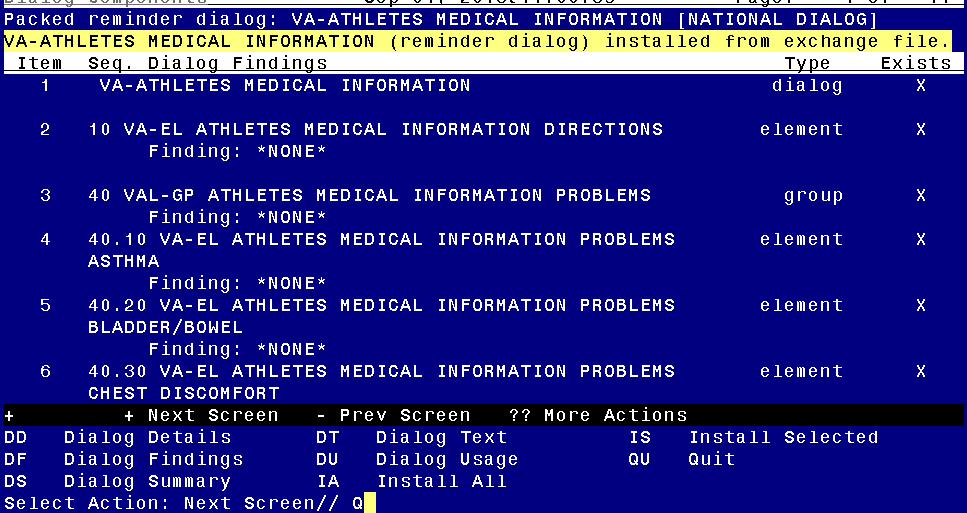 Dialog Components
Packed reminder dialog: VA-ATHLETES MEDICAL INFORMATION [NATIONAL DIALOG]
VA-ATHLETES MEDICAL INFORMATION (reminder dialog) installed from exchange file.
Item Seq. Dialog Findings Type Exists
1 VA-ATHLETES MEDICAL INFORMATION dialog X
2 10 VA-EL ATHLETES MEDICAL INFORMATION DIRECTIONS element X
Finding: *NONE*
3 40 VAL-GP ATHLETES MEDICAL INFORMATION PROBLEMS group X
Finding: *NONE*
4 40.10 VA-EL ATHLETES MEDICAL INFORMATION PROBLEMS element X
ASTHMA
Finding: *NONE*
5 40.20 VA-EL ATHLETES MEDICAL INFORMATION PROBLEMS element X
BLADDER/BOWEL
Finding: *NONE*
6 40.30 VA-EL ATHLETES MEDICAL INFORMATION PROBLEMS element X
CHEST DISCOMFORT
+ + Next Screen - Prev Screen ?? More Actions
DD Dialog Details DT Dialog Text IS Install Selected
DF Dialog Findings DU Dialog Usage QU Quit
DS Dialog Summary IA Install All
Select Action: Next Screen// Q